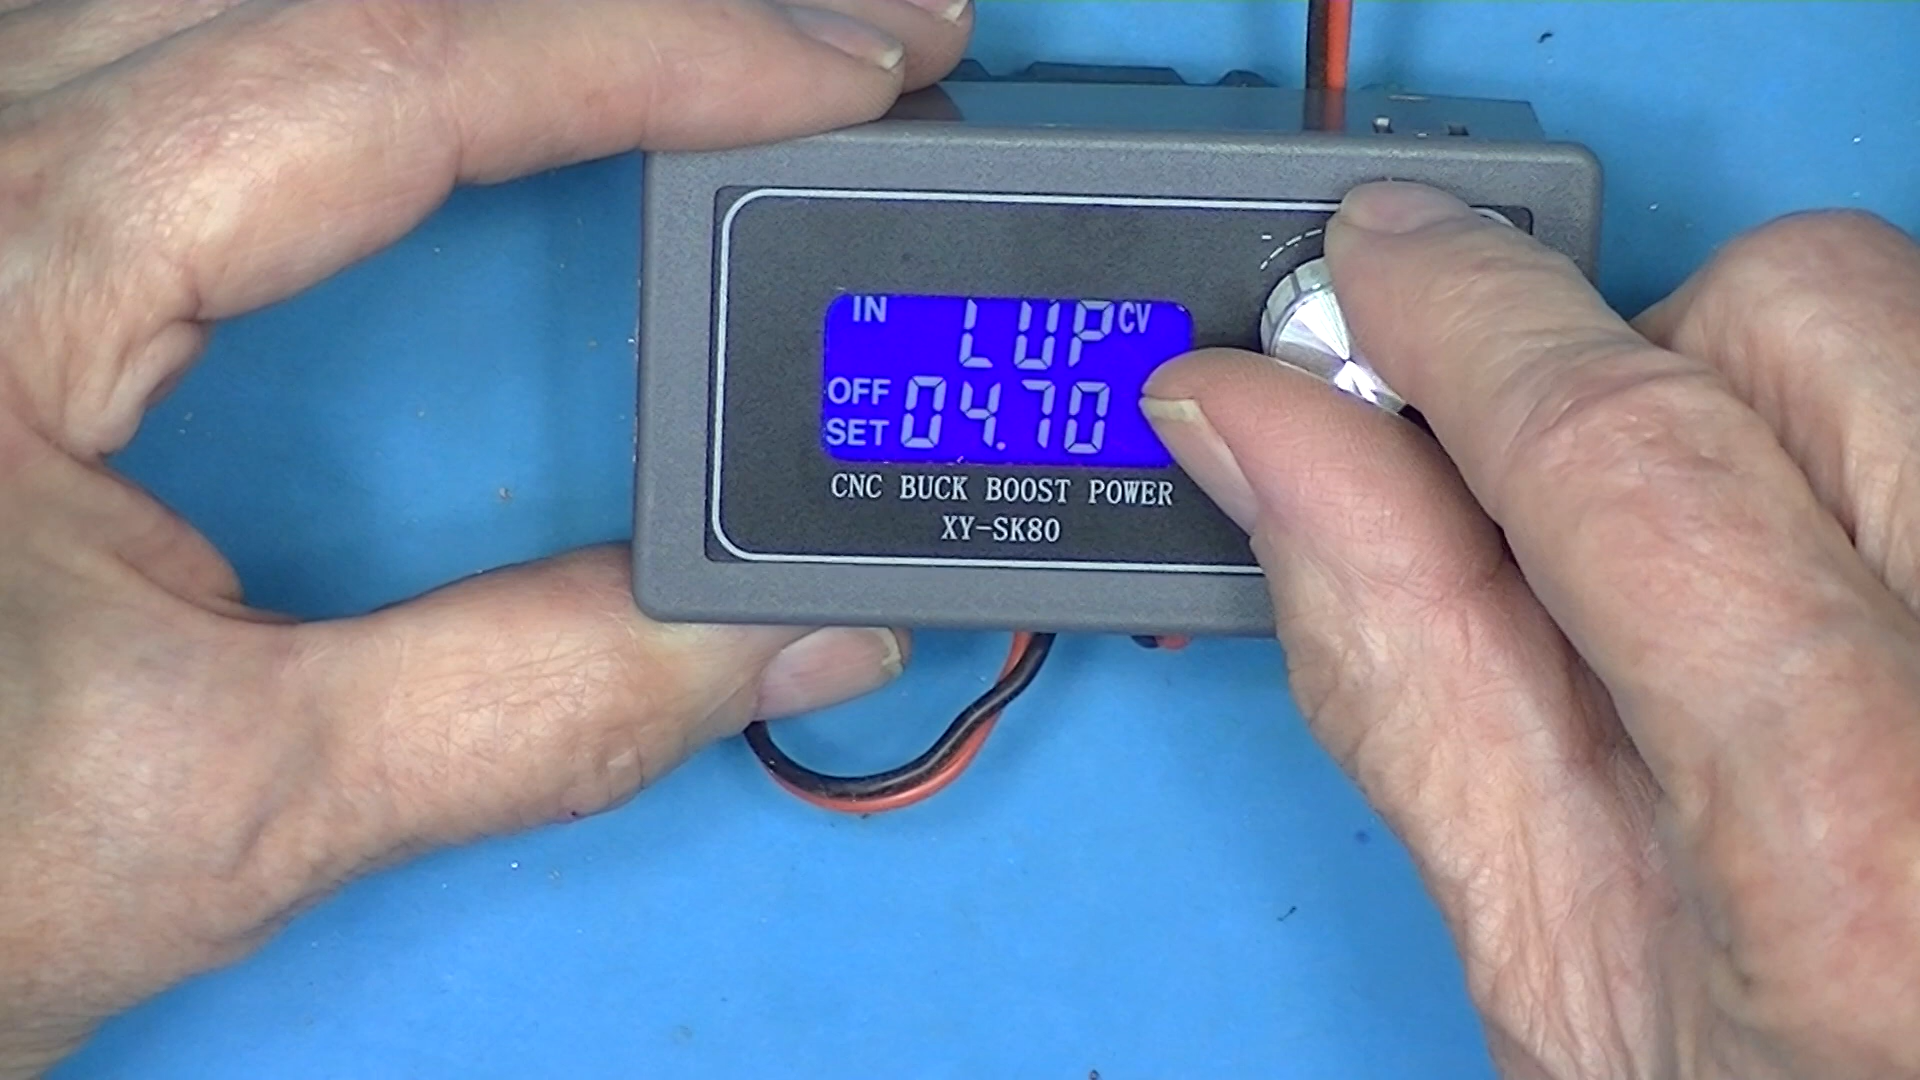 IN LUP CV
OFF
SET 04.70
CNC BUCK BOOST POWER
XY-SK80